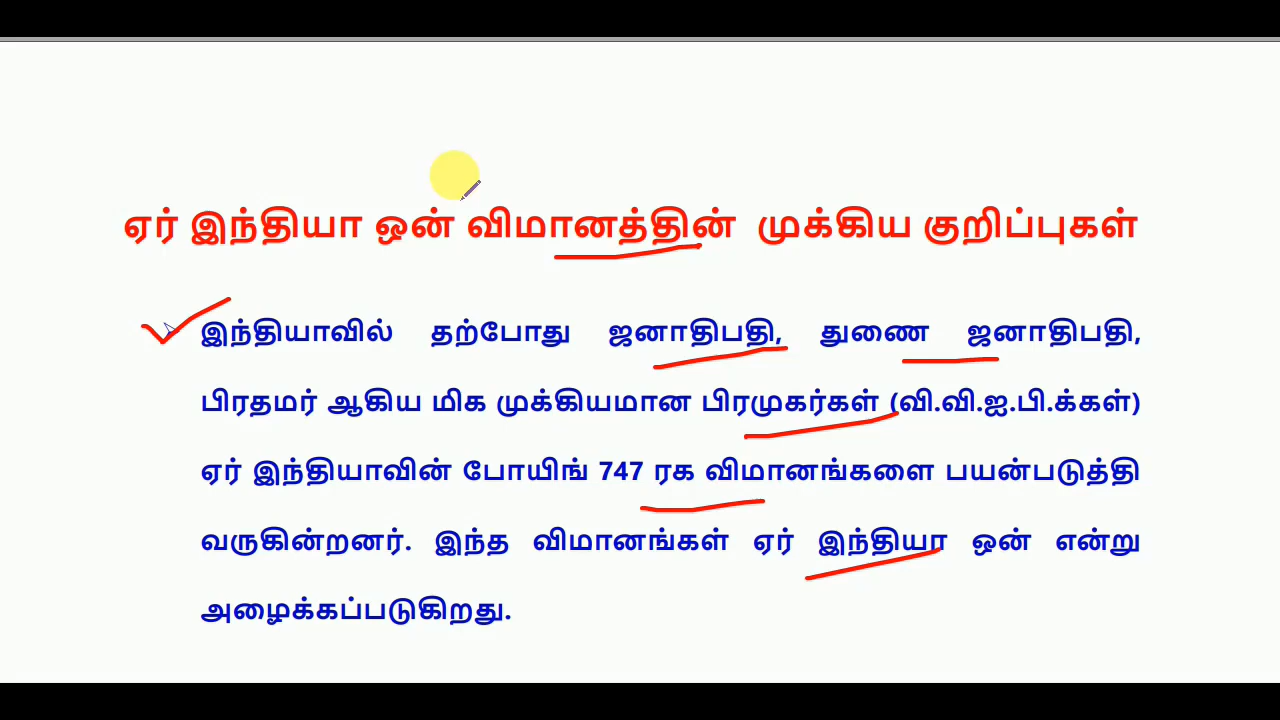 ஏர் இந்தியா ஒன் விமானத்தின் முக்கிய குறிப்புகள்
இந்தியாவில் தற்போது ஜனாதிபதி, துணை ஜனாதிபதி,
பிரதமர் ஆகிய மிக முக்கியமான பிரமுகர்கள் (வி.வி.ஐ.பி.க்கள்)
ஏர் இந்தியாவின் போயிங் 747 ரக விமானங்களை பயன்படுத்தி
வருகின்றனர். இந்த விமானங்கள் ஏர் இந்தியா ஒன் என்று
அழைக்கப்படுகிறது.